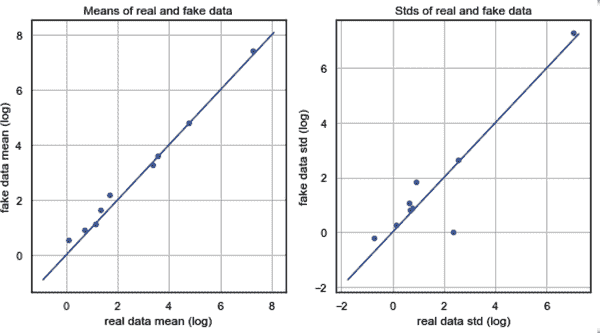 Means of real and fake data
fake data mean (log)
8
6
4
2
0
0 2 4 6 8
real data mean (log)
Stds of real and fake data
fake data std (log)
6
4
2
0
−2
−2 0 2 4 6
real data std (log)